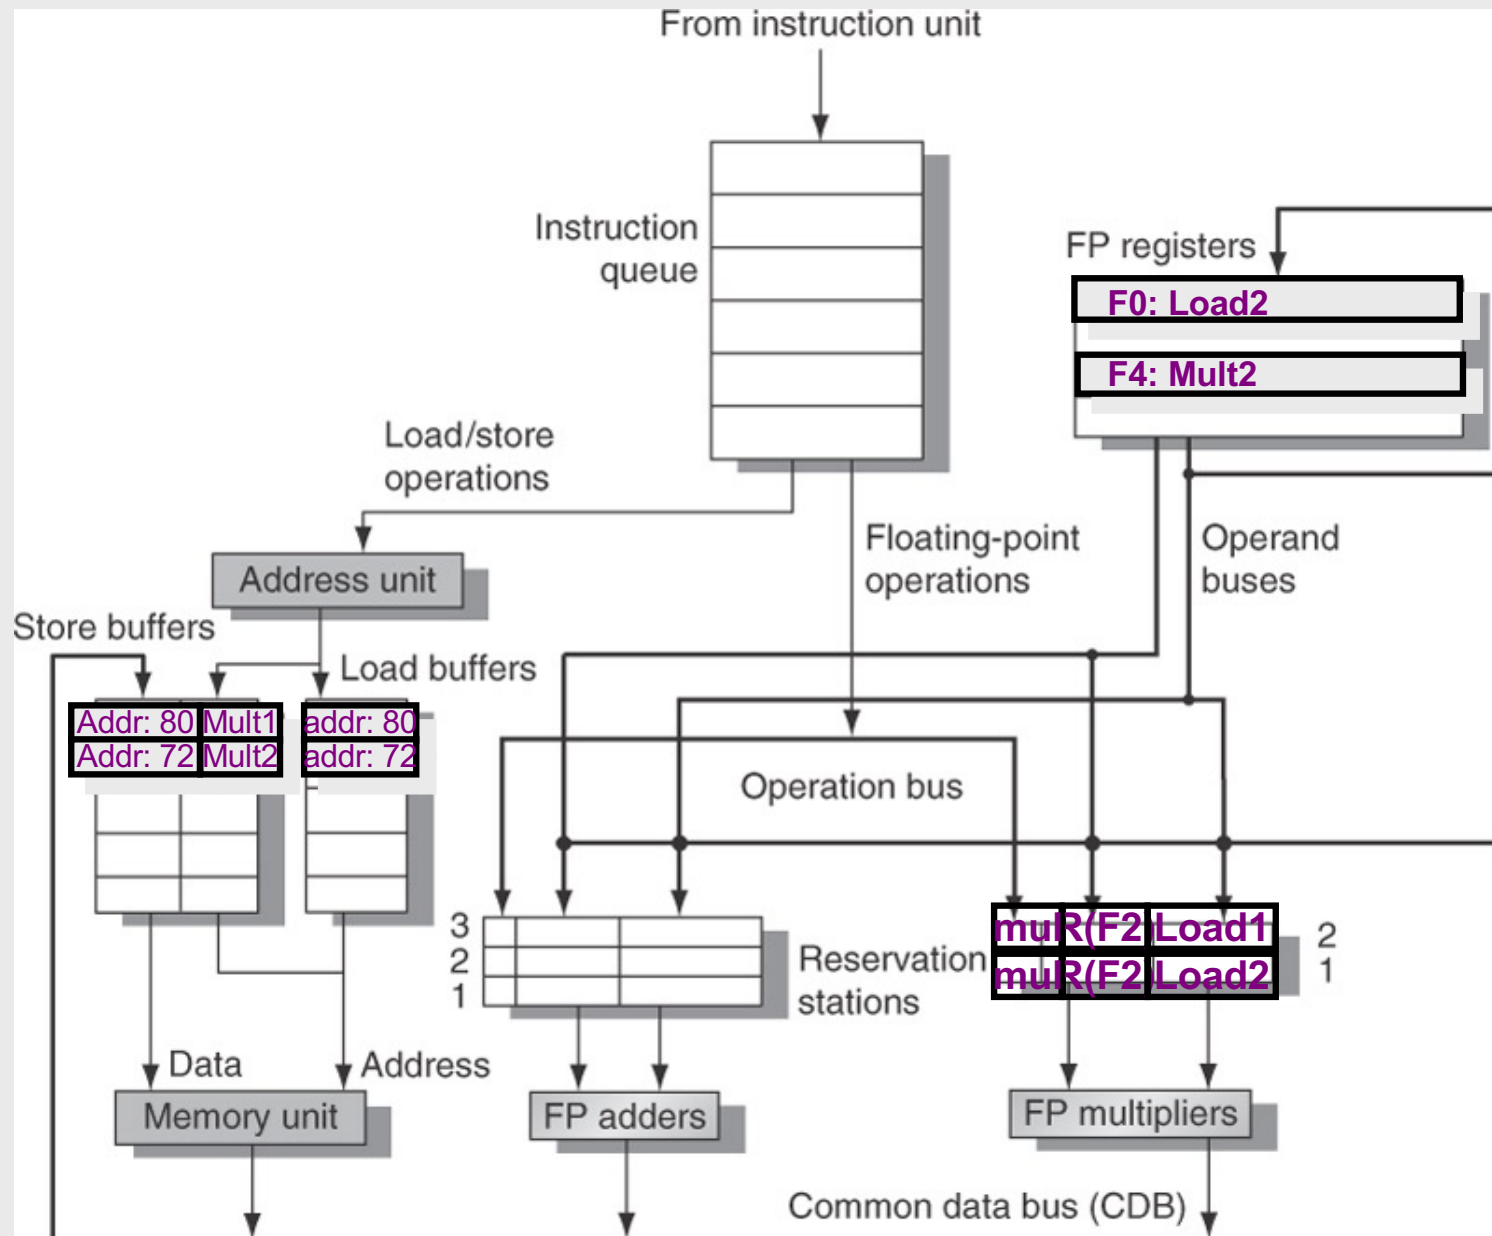 From instruction unit
Instruction
queue
FP registers
F0: Load2
F4: Mult2
Load/store
operations
Floating-point
operations
Operand
buses
Address unit
Store buffers
Load buffers
Addr: 80 Mult1 addr: 80
Addr: 72 Mult2 addr: 72
Operation bus
3
2
1
Reservation
stations
mul R(F2 Load1 2
mul R(F2 Load2 1
Data
Address
Memory unit
FP adders
FP multipliers
Common data bus (CDB)